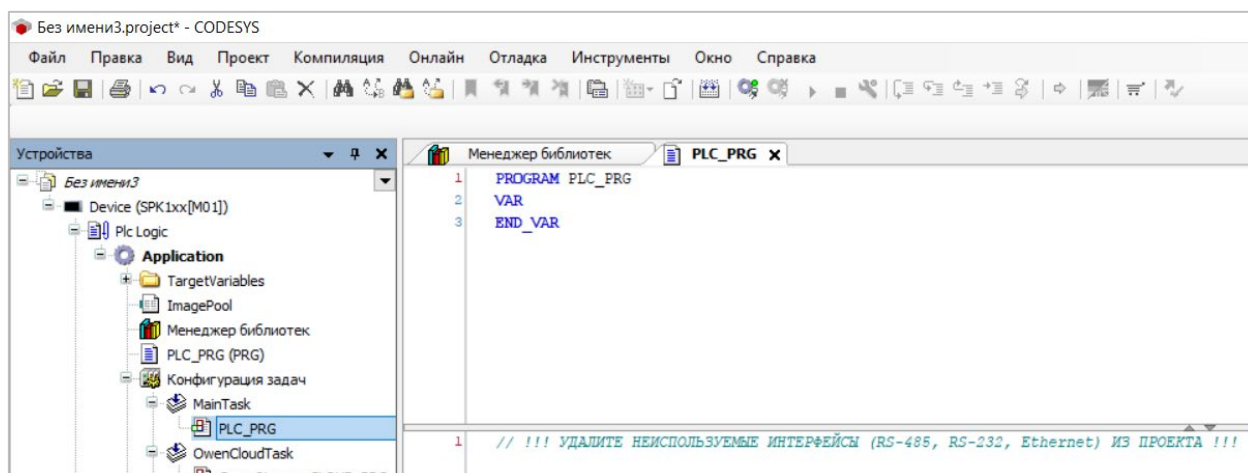 Без имени3.project* - CODESYS
Файл Правка Вид Проект Компиляция Онлайн Отладка Инструменты Окно Справка
Устройства
Без имени3
Device (SPK1xx[M01])
Plc Logic
Application
TargetVariables
ImagePool
Менеджер библиотек
PLC_PRG (PRG)
Конфигурация задач
MainTask
PLC_PRG
OwenCloudTask
Менеджер библиотек PLC_PRG
1 PROGRAM PLC_PRG
2 VAR
3 END_VAR
1 // !!! УДАЛИТЕ НЕИСПОЛЬЗУЕМЫЕ ИНТЕРФЕЙСЫ (RS-485, RS-232, Ethernet) ИЗ ПРОЕКТА !!!